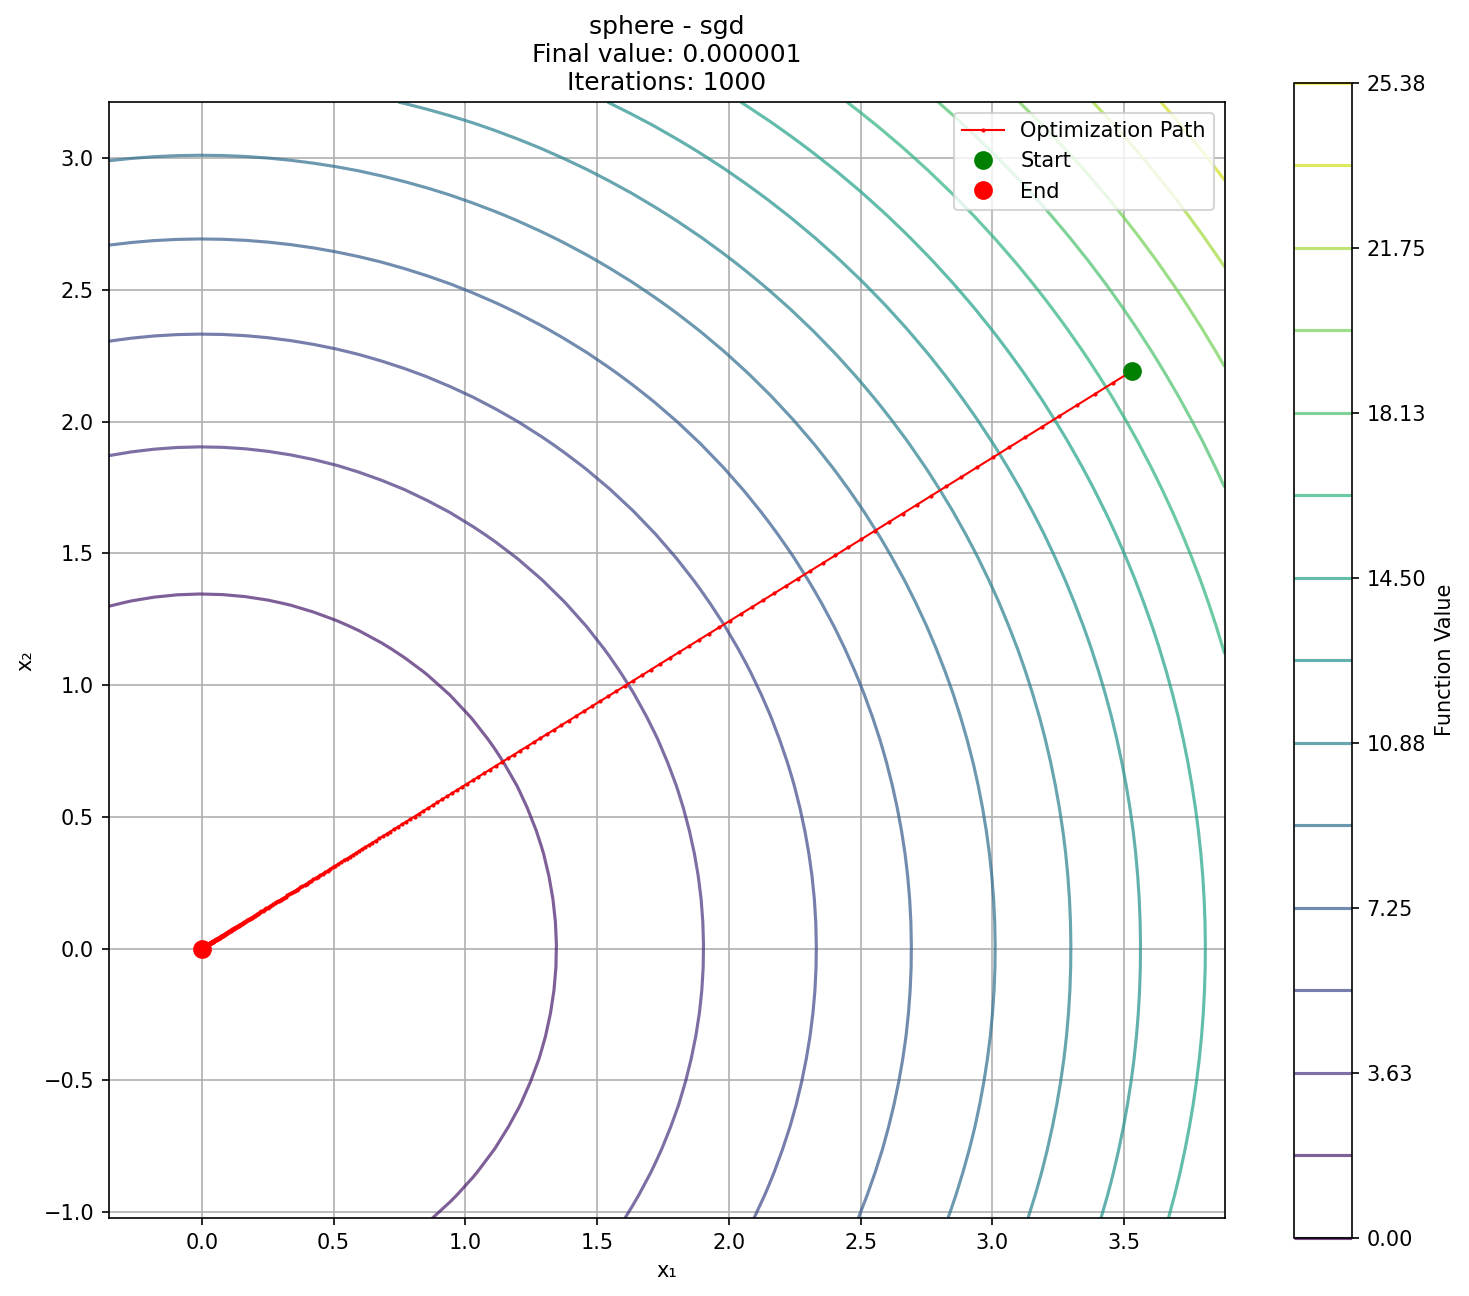 sphere - sgd
Final value: 0.000001
Iterations: 1000
Optimization Path
Start
End
3.0
2.5
2.0
1.5
1.0
0.5
0.0
−0.5
−1.0
x₂
0.0
0.5
1.0
1.5
2.0
2.5
3.0
3.5
x₁
25.38
21.75
18.13
14.50
10.88
7.25
3.63
0.00
Function Value